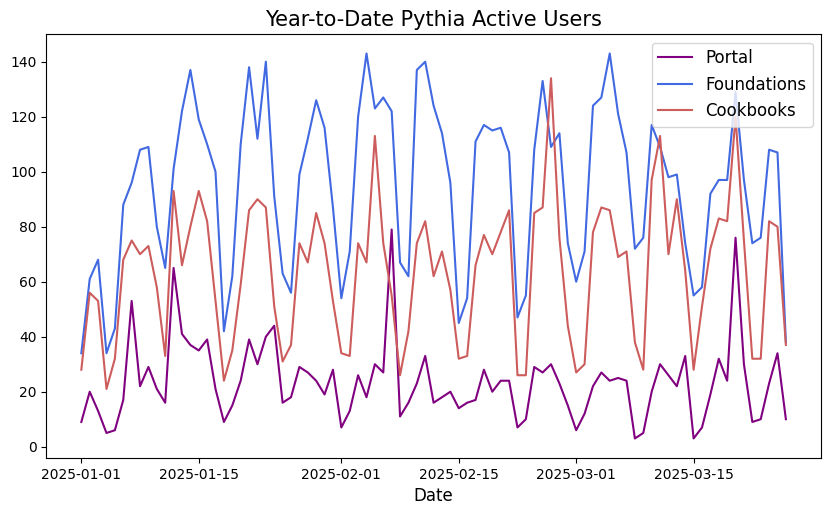 Year-to-Date Pythia Active Users
Portal
Foundations
Cookbooks
140
120
100
80
60
40
20
0
2025-01-01
2025-01-15
2025-02-01
2025-02-15
2025-03-01
2025-03-15
Date